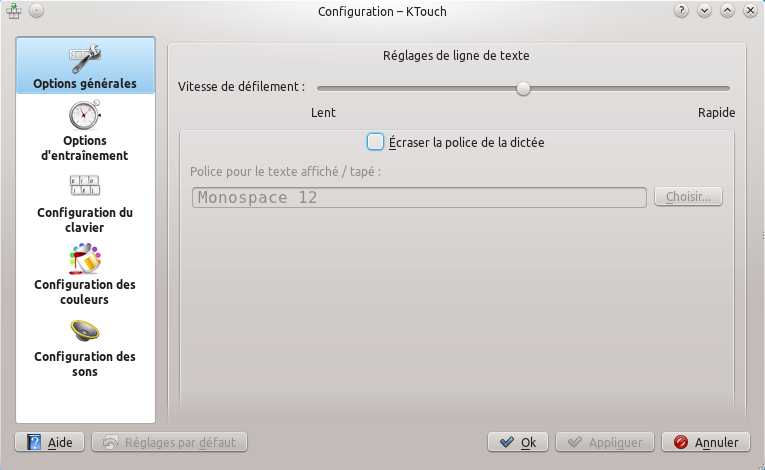 Configuration – KTouch
Options générales
Options
d'entraînement
Configuration du
clavier
Configuration des
couleurs
Configuration des
sons
Réglages de ligne de texte
Vitesse de défilement :
Lent Rapide
Écraser la police de la dictée
Police pour le texte affiché / tapé :
Monospace 12 Choisir...
Aide Réglages par défaut Ok Appliquer Annuler